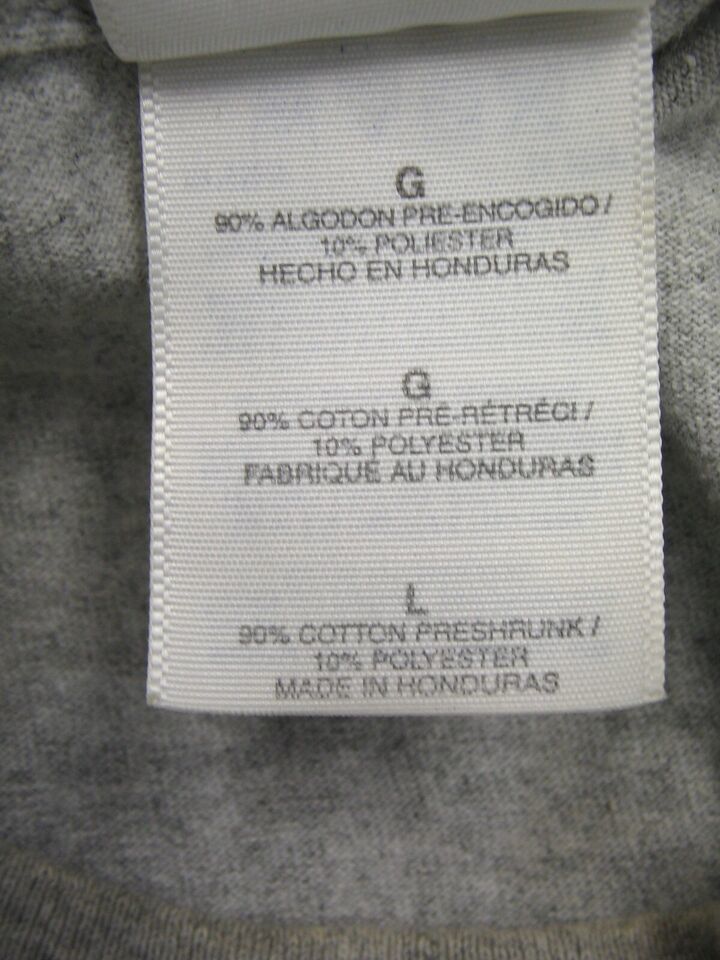 G
90% ALGODON PRE-ENCOGIDO /
10% POLIESTER
HECHO EN HONDURAS
G
90% COTON PRÉ-RÉTRÉCI /
10% POLYESTER
FABRIQUE AU HONDURAS
L
90% COTTON PRESHRUNK /
10% POLYESTER
MADE IN HONDURAS